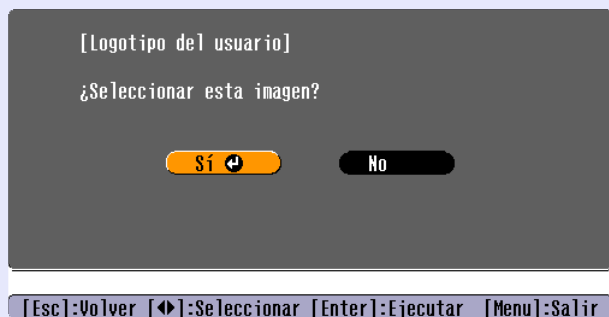 [Logotipo del usuario]
¿Seleccionar esta imagen?
Sí No
[Esc]:Volver [◆]:Seleccionar [Enter]:Ejecutar [Menu]:Salir